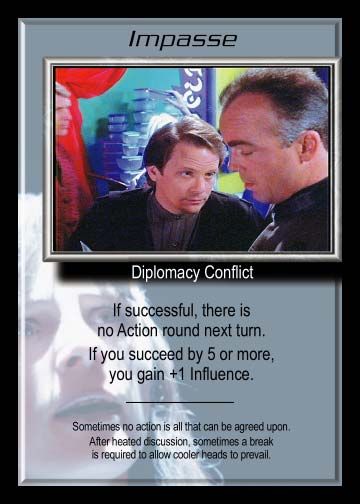 Impasse
Diplomacy Conflict
If successful, there is
no Action round next turn.
If you succeed by 5 or more,
you gain +1 Influence.
Sometimes no action is all that can be agreed upon.
After heated discussion, sometimes a break
is required to allow cooler heads to prevail.